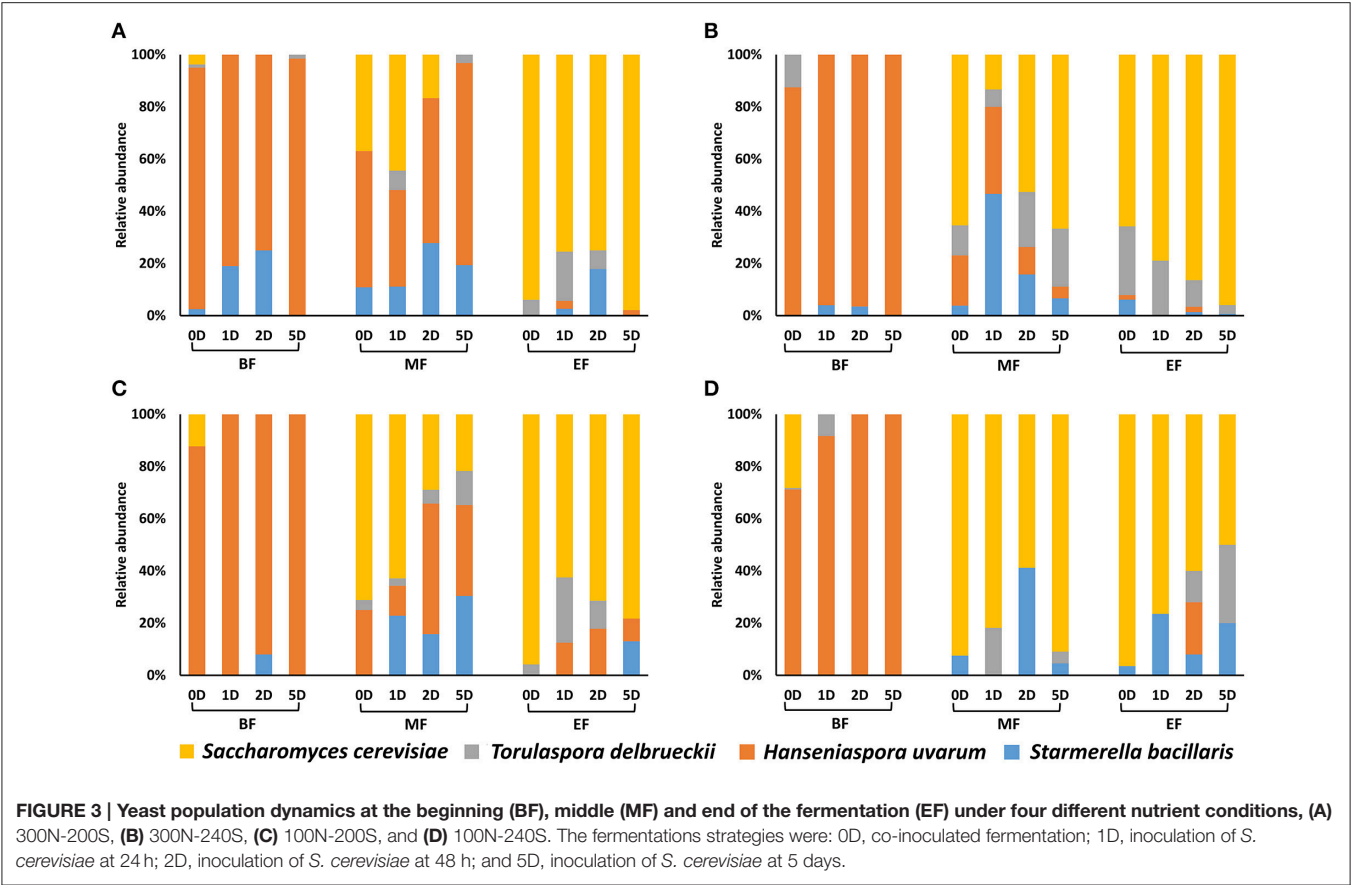 A
B
100%
80%
60%
40%
20%
0%
Relative abundance
0D 1D 2D 5D 0D 1D 2D 5D 0D 1D 2D 5D
BF MF EF
100%
80%
60%
40%
20%
0%
Relative abundance
0D 1D 2D 5D 0D 1D 2D 5D 0D 1D 2D 5D
BF MF EF
C
D
100%
80%
60%
40%
20%
0%
Relative abundance
0D 1D 2D 5D 0D 1D 2D 5D 0D 1D 2D 5D
BF MF EF
100%
80%
60%
40%
20%
0%
Relative abundance
0D 1D 2D 5D 0D 1D 2D 5D 0D 1D 2D 5D
BF MF EF
Saccharomyces cerevisiae Torulaspora delbrueckii Hanseniaspora uvarum Starmerella bacillaris
FIGURE 3 | Yeast population dynamics at the beginning (BF), middle (MF) and end of the fermentation (EF) under four different nutrient conditions, (A)
300N-200S, (B) 300N-240S, (C) 100N-200S, and (D) 100N-240S. The fermentations strategies were: 0D, co-inoculated fermentation; 1D, inoculation of S.
cerevisiae at 24 h; 2D, inoculation of S. cerevisiae at 48 h; and 5D, inoculation of S. cerevisiae at 5 days.